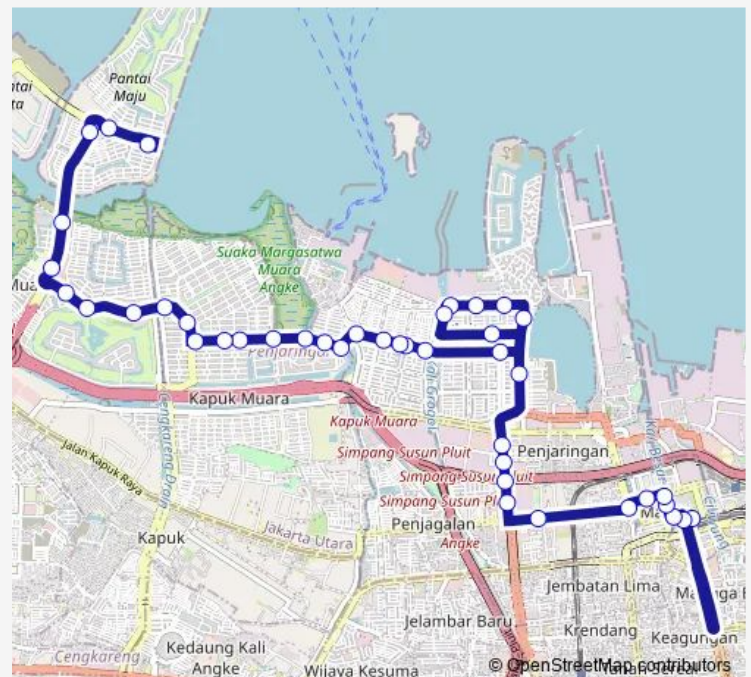 Pantai
Maju
Suaka Margasatwa
Muara
Angke
Penjaringan
Kapuk Muara
Kapuk Muara
Simpang Susun Pluit
Penjaringan
Simpang Susun Pluit
Cengkareng Drain
Jalan Kapuk Raya
Simpang Susun
Penjagalan
Jakarta Utara
Angke
Kapuk
Jembatan Lima
Jelambar Baru
Krendang
Keagungan
Kedaung Kali
Angke
Cengkareng
Wijaya Kesuma
© OpenStreetMap contributors